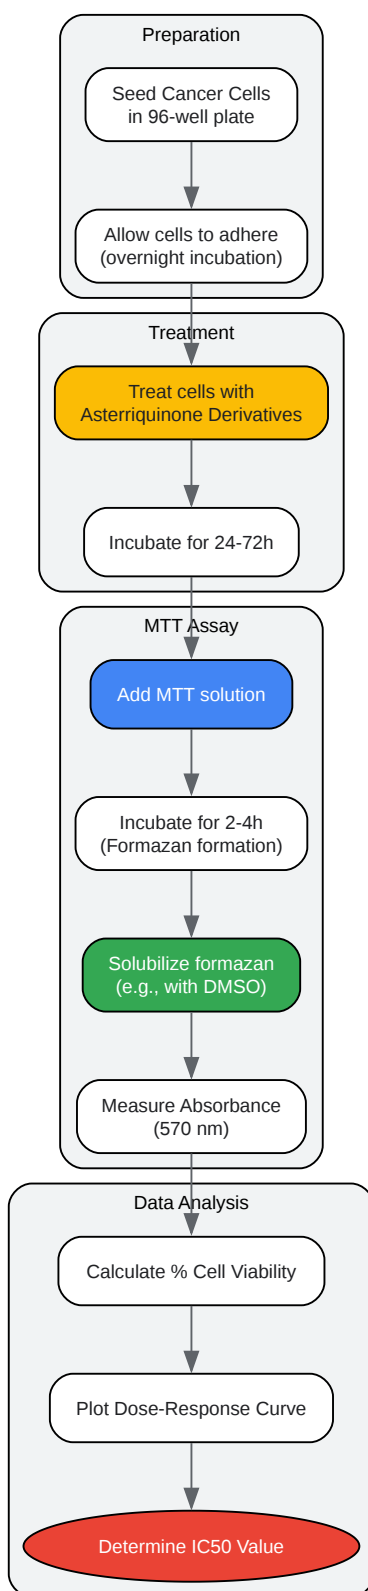 Preparation
Seed Cancer Cells
in 96-well plate
Allow cells to adhere
(overnight incubation)
Treatment
Treat cells with
Asterriquinone Derivatives
Incubate for 24-72h
MTT Assay
Add MTT solution
Incubate for 2-4h
(Formazan formation)
Solubilize formazan
(e.g., with DMSO)
Measure Absorbance
(570 nm)
Data Analysis
Calculate % Cell Viability
Plot Dose-Response Curve
Determine IC50 Value